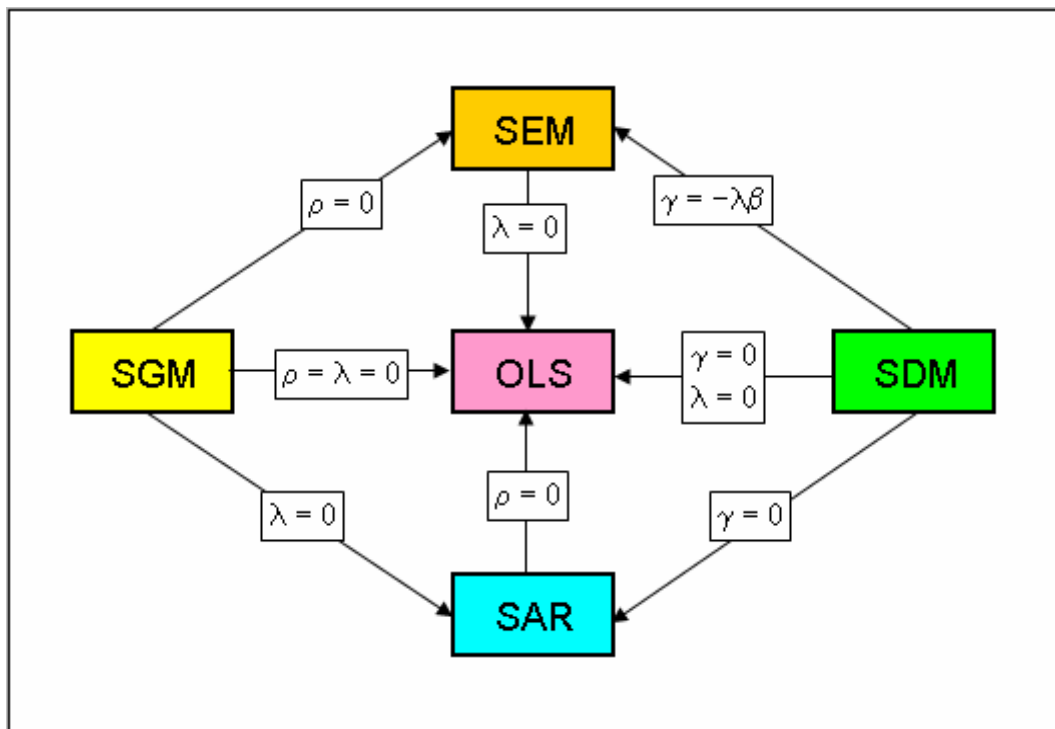 SEM
ρ = 0
γ = −λβ
λ = 0
SGM
ρ = λ = 0
OLS
γ = 0
λ = 0
SDM
λ = 0
ρ = 0
γ = 0
SAR